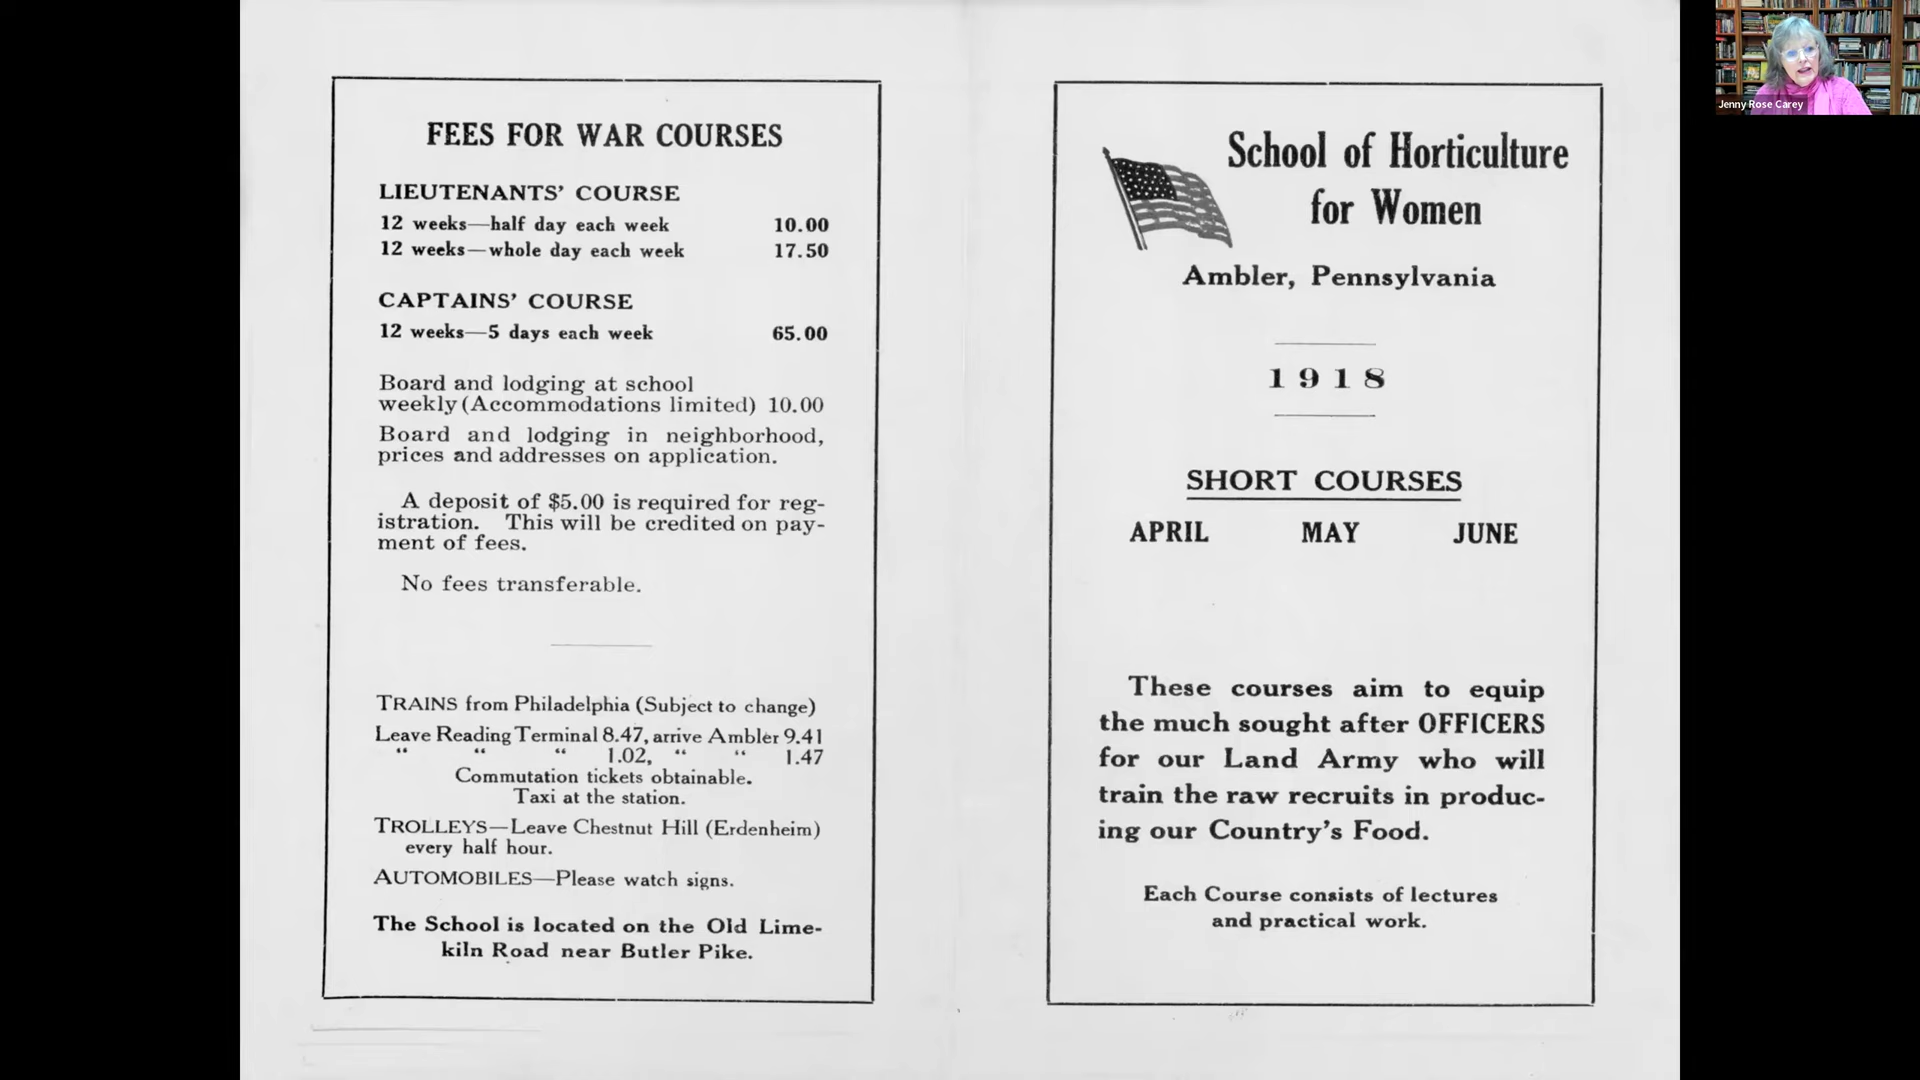 FEES FOR WAR COURSES
LIEUTENANTS' COURSE
12 weeks—half day each week 10.00
12 weeks—whole day each week 17.50
CAPTAINS' COURSE
12 weeks—5 days each week 65.00
Board and lodging at school
weekly (Accommodations limited) 10.00
Board and lodging in neighborhood,
prices and addresses on application.
A deposit of $5.00 is required for reg-
istration. This will be credited on pay-
ment of fees.
No fees transferable.
TRAINS from Philadelphia (Subject to change)
Leave Reading Terminal 8.47, arrive Ambler 9.41
“ “ “ 1.02, “ “ 1.47
Commutation tickets obtainable.
Taxi at the station.
TROLLEYS—Leave Chestnut Hill (Erdenheim)
every half hour.
AUTOMOBILES—Please watch signs.
The School is located on the Old Lime-
kiln Road near Butler Pike.
School of Horticulture
for Women
Ambler, Pennsylvania
1918
SHORT COURSES
APRIL MAY JUNE
These courses aim to equip
the much sought after OFFICERS
for our Land Army who will
train the raw recruits in produc-
ing our Country's Food.
Each Course consists of lectures
and practical work.
Jenny Rose Carey